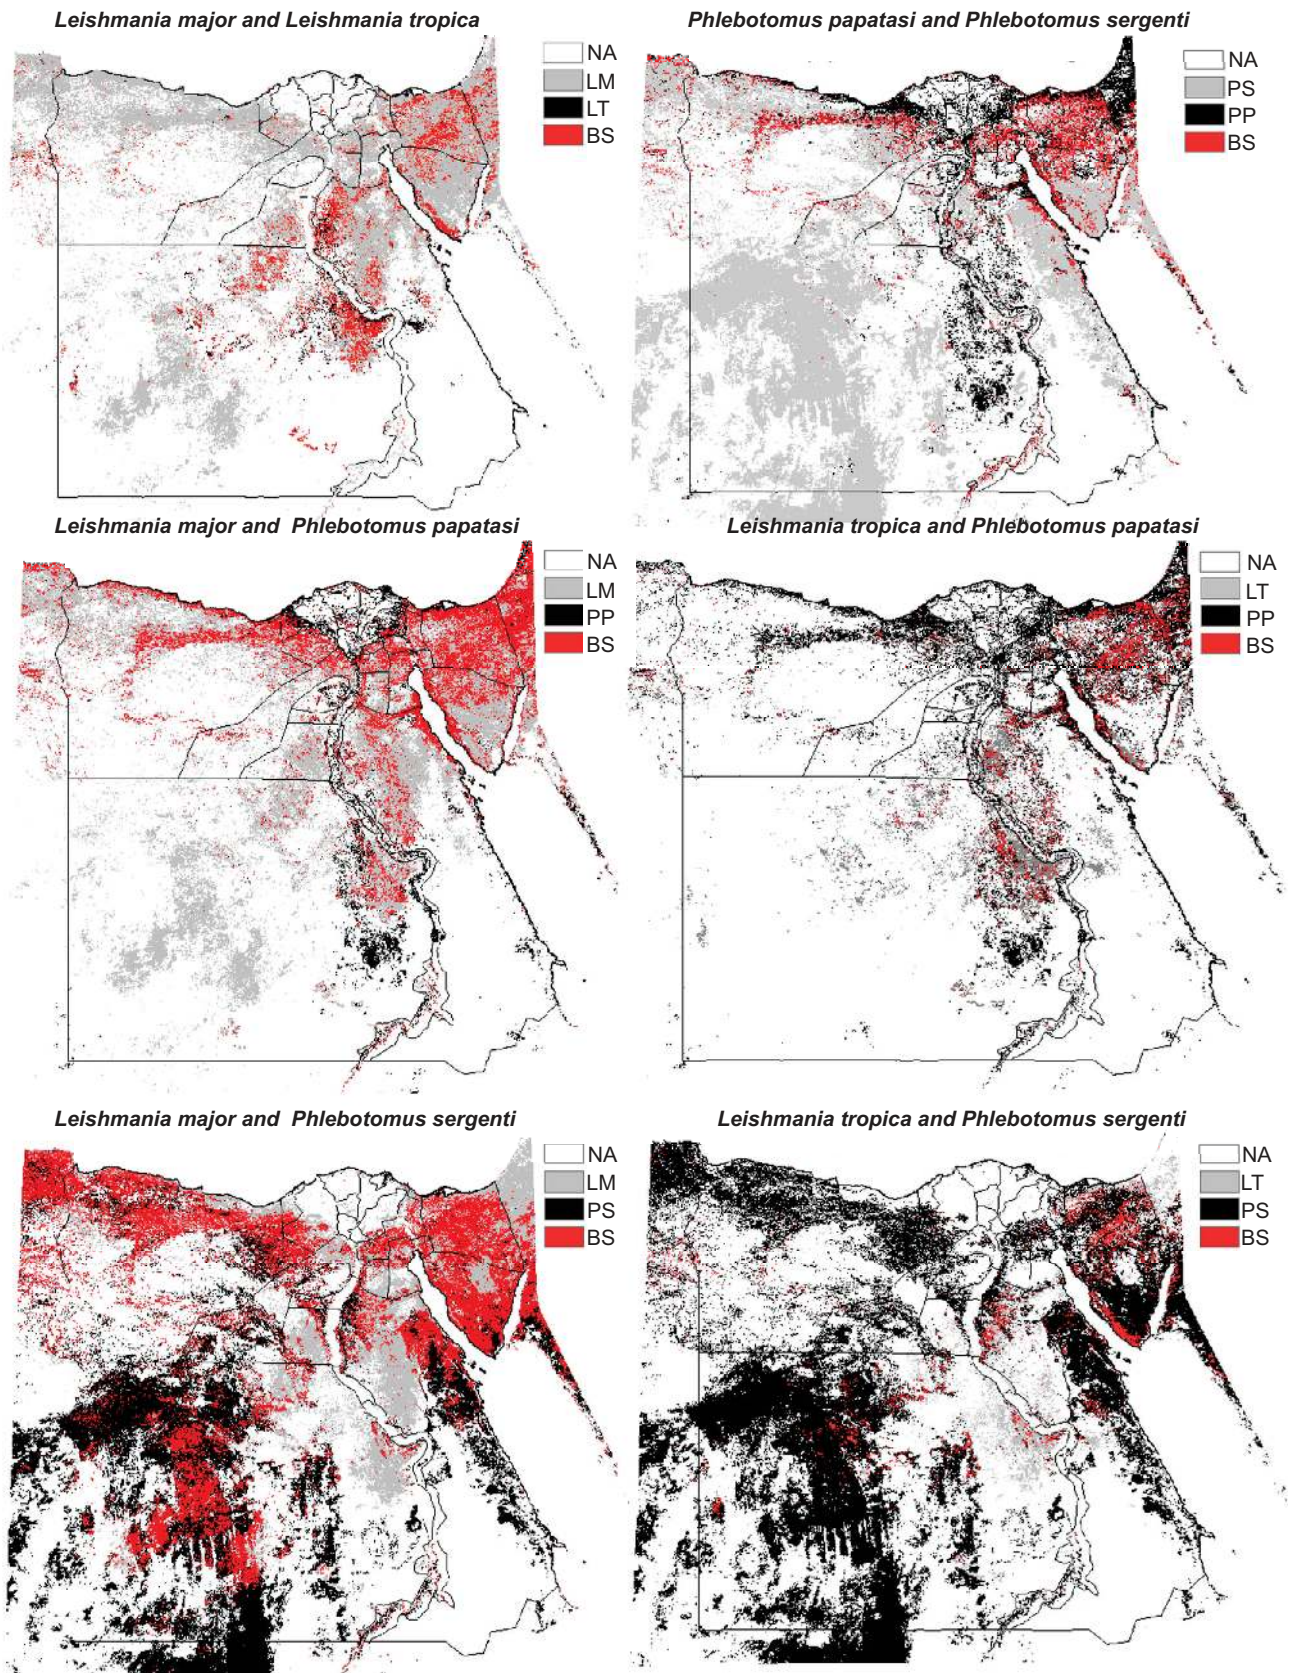 Leishmania major and Leishmania tropica
NA
LM
LT
BS
Phlebotomus papatasi and Phlebotomus sergenti
NA
PS
PP
BS
Leishmania major and Phlebotomus papatasi
NA
LM
PP
BS
Leishmania tropica and Phlebotomus papatasi
NA
LT
PP
BS
Leishmania major and Phlebotomus sergenti
NA
LM
PS
BS
Leishmania tropica and Phlebotomus sergenti
NA
LT
PS
BS